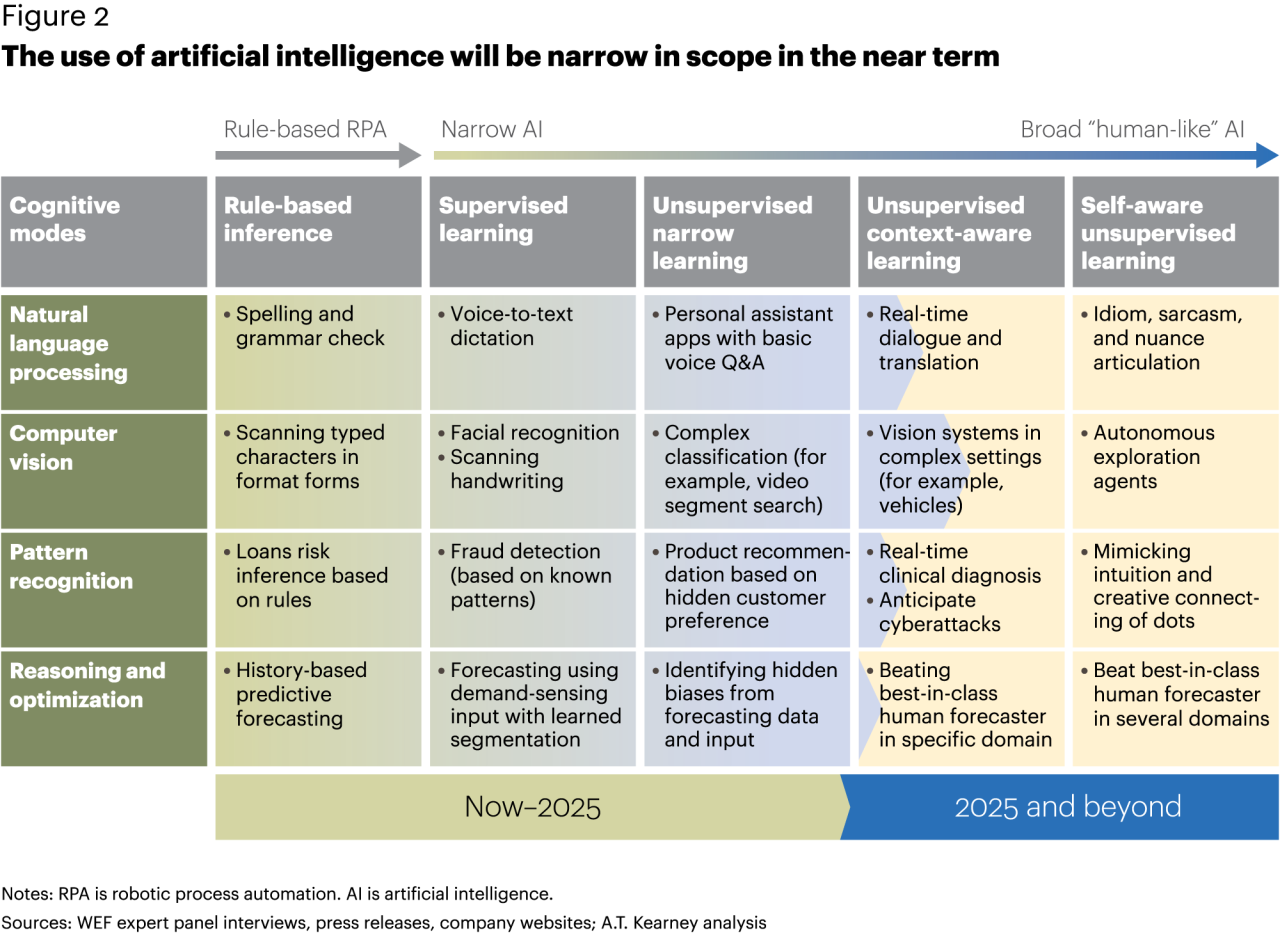 Figure 2
The use of artificial intelligence will be narrow in scope in the near term
Rule-based RPA
Narrow AI
Broad “human-like” AI
Cognitive
modes
Rule-based
inference
Supervised
learning
Unsupervised
narrow
learning
Unsupervised
context-aware
learning
Self-aware
unsupervised
learning
Natural
language
processing
• Spelling and
grammar check
• Voice-to-text
dictation
• Personal assistant
apps with basic
voice Q&A
• Real-time
dialogue and
translation
• Idiom, sarcasm,
and nuance
articulation
Computer
vision
• Scanning typed
characters in
format forms
• Facial recognition
• Scanning
handwriting
• Complex
classification (for
example, video
segment search)
• Vision systems in
complex settings
(for example,
vehicles)
• Autonomous
exploration
agents
Pattern
recognition
• Loans risk
inference based
on rules
• Fraud detection
(based on known
patterns)
• Product recommen-
dation based on
hidden customer
preference
• Real-time
clinical diagnosis
• Anticipate
cyberattacks
• Mimicking
intuition and
creative connect-
ing of dots
Reasoning and
optimization
• History-based
predictive
forecasting
• Forecasting using
demand-sensing
input with learned
segmentation
• Identifying hidden
biases from
forecasting data
and input
• Beating
best-in-class
human forecaster
in specific domain
• Beat best-in-class
human forecaster
in several domains
Now–2025
2025 and beyond
Notes: RPA is robotic process automation. AI is artificial intelligence.
Sources: WEF expert panel interviews, press releases, company websites; A.T. Kearney analysis